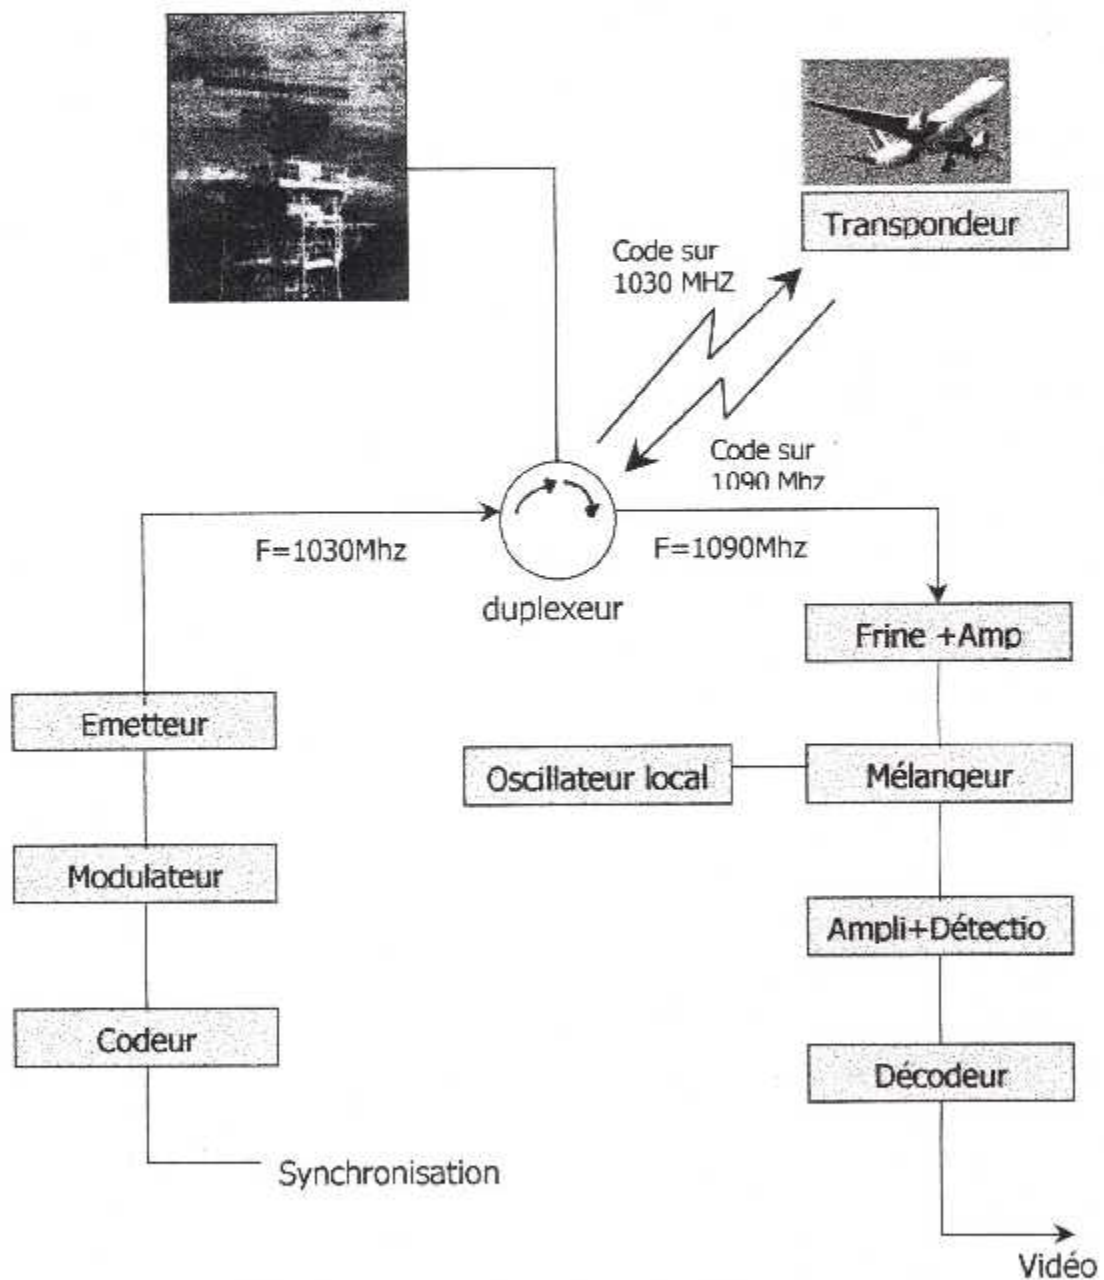 Transpondeur
Code sur
1030 MHZ
Code sur
1090 Mhz
F=1030Mhz
F=1090Mhz
duplexeur
Frine +Amp
Emetteur
Oscillateur local
Mélangeur
Modulateur
Ampli+Détectio
Codeur
Décodeur
Synchronisation
Vidéo